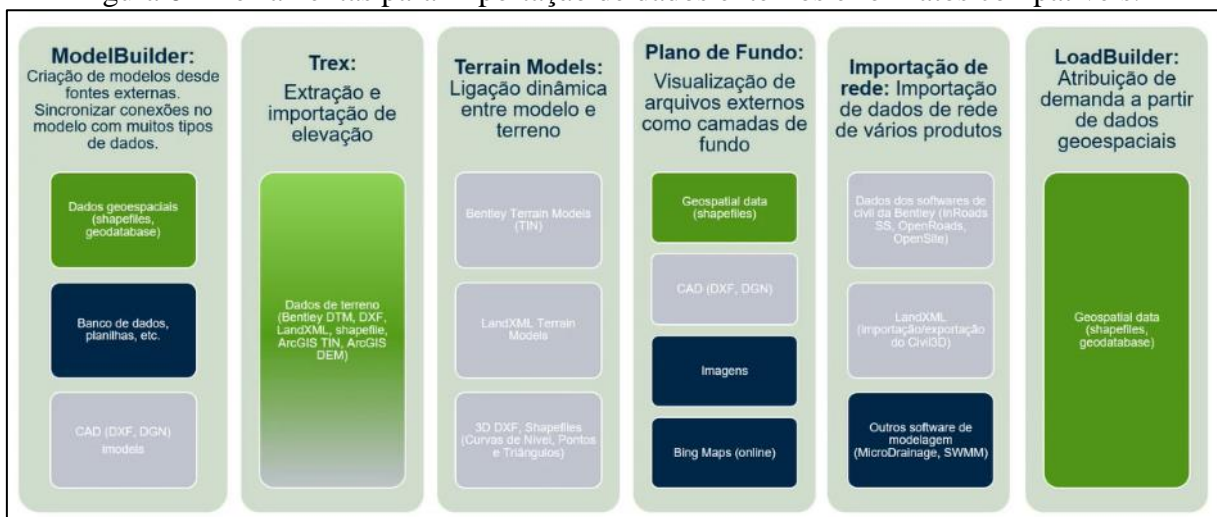 ModelBuilder:
Criação de modelos desde
fontes externas.
Sincronizar conexões no
modelo com muitos tipos
de dados.
Dados geoespaciais
(shapefiles,
geodatabase)
Banco de dados,
planilhas, etc.
CAD (DXF, DGN)
imodels
Trex:
Extração e
importação de
elevação
Dados de terreno
(Bentley DTM, DXF,
LandXML, shapefile,
ArcGIS TIN, ArcGIS
DEM)
Terrain Models:
Ligação dinâmica
entre modelo e
terreno
Bentley Terrain Models
(TIN)
LandXML Terrain
Models
3D DXF, Shapefiles
(Curvas de Nível, Pontos
e Triângulos)
Plano de Fundo:
Visualização de
arquivos externos
como camadas de
fundo
Geospatial data
(shapefiles)
CAD (DXF, DGN)
Imagens
Bing Maps (online)
Importação de
rede: Importação
de dados de rede
de vários produtos
Dados dos softwares de
civil da Bentley (InRoads
SS, OpenRoads,
OpenSite)
LandXML
(importação/exportação
do Civil3D)
Outros software de
modelagem
(MicroDrainage, SWMM)
LoadBuilder:
Atribuição de
demanda a partir
de dados
geoespaciais
Geospatial data
(shapefiles,
geodatabase)